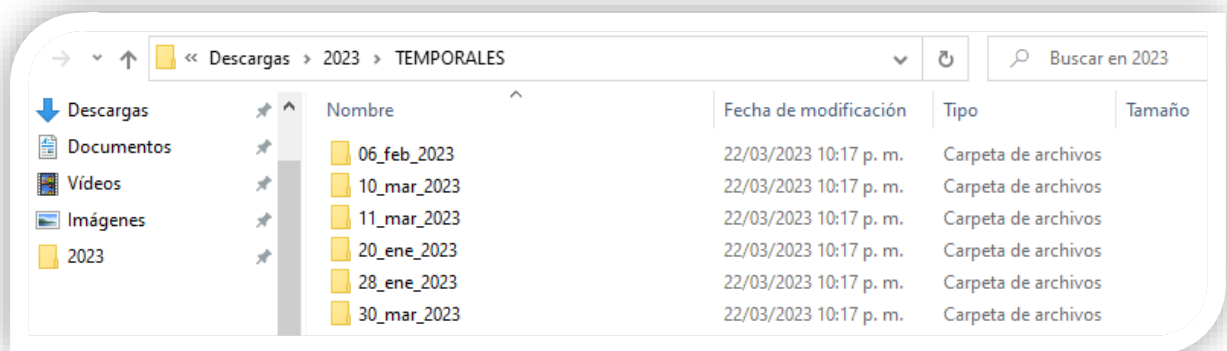 « Descargas › 2023 › TEMPORALES
Buscar en 2023
Descargas
Documentos
Vídeos
Imágenes
2023
Nombre Fecha de modificación Tipo Tamaño
06_feb_2023 22/03/2023 10:17 p. m. Carpeta de archivos
10_mar_2023 22/03/2023 10:17 p. m. Carpeta de archivos
11_mar_2023 22/03/2023 10:17 p. m. Carpeta de archivos
20_ene_2023 22/03/2023 10:17 p. m. Carpeta de archivos
28_ene_2023 22/03/2023 10:17 p. m. Carpeta de archivos
30_mar_2023 22/03/2023 10:17 p. m. Carpeta de archivos